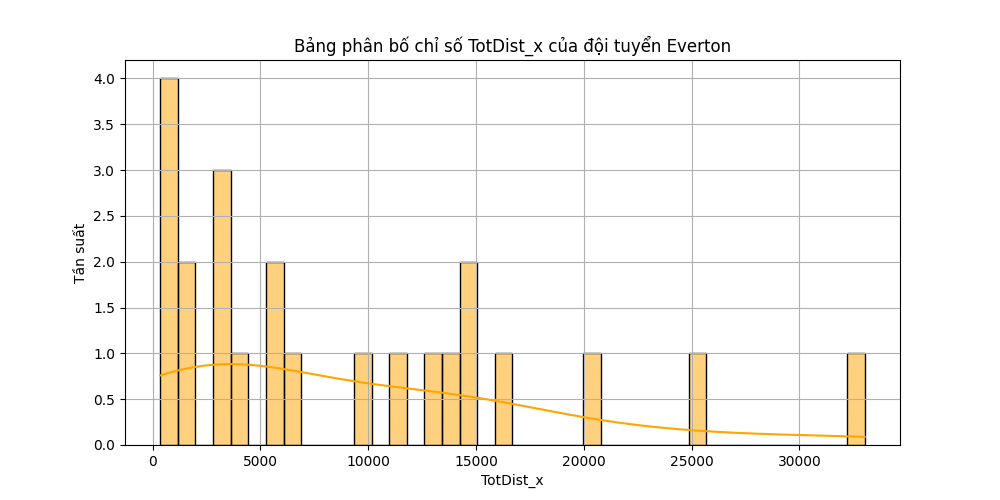 Bảng phân bố chỉ số TotDist_x của đội tuyển Everton
4.0
3.5
3.0
2.5
2.0
1.5
1.0
0.5
0.0
Tần suất
0 5000 10000 15000 20000 25000 30000
TotDist_x